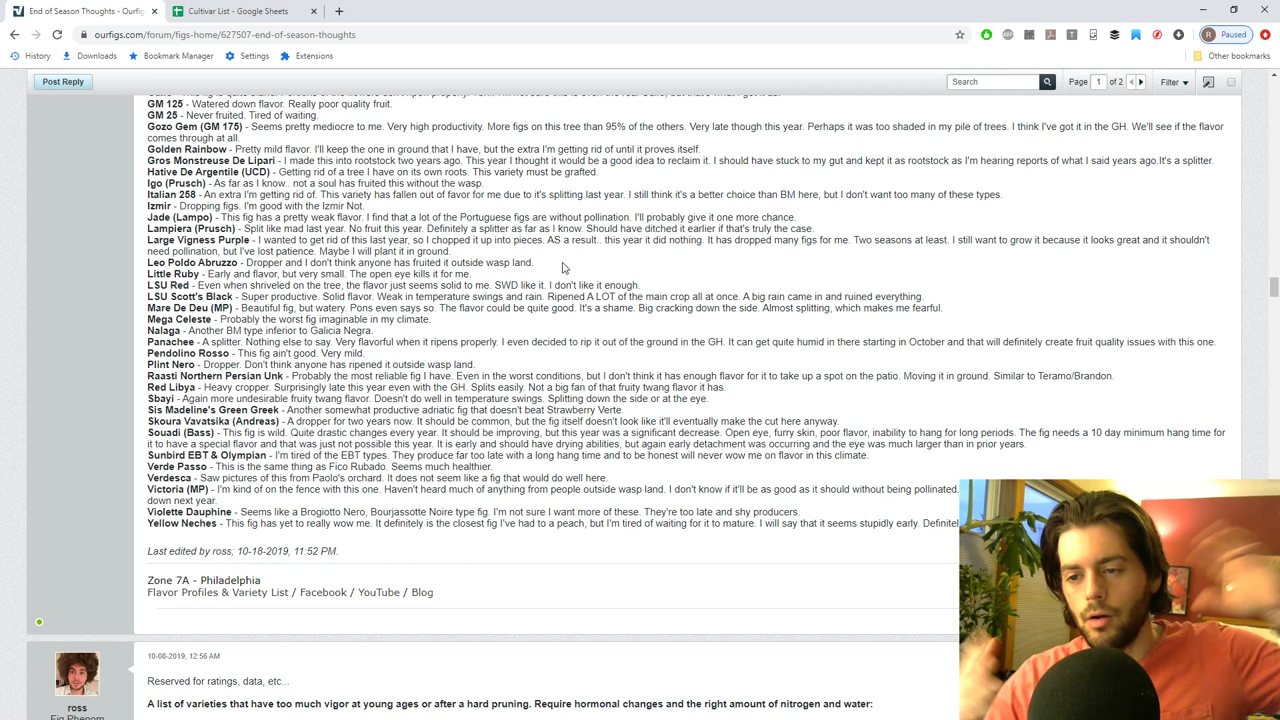 End of Season Thoughts - Ourfig
Cultivar List - Google Sheets
ourfigs.com/forum/figs-home/627507-end-of-season-thoughts
R Paused
History Downloads Bookmark Manager Settings Extensions Other bookmarks
Post Reply Search Page 1 of 2 Filter
GM 125 - Watered down flavor. Really poor quality fruit.
GM 25 - Never fruited. Tired of waiting.
Gozo Gem (GM 175) - Seems pretty mediocre to me. Very high productivity. More figs on this tree than 95% of the others. Very late though this year. Perhaps it was too shaded in my pile of trees. I think I've got it in the GH. We'll see if the flavor
comes through at all.
Golden Rainbow - Pretty mild flavor. I'll keep the one in ground that I have, but the extra I'm getting rid of until it proves itself.
Gros Monstreuse De Lipari - I made this into rootstock two years ago. This year I thought it would be a good idea to reclaim it. I should have stuck to my gut and kept it as rootstock as I'm hearing reports of what I said years ago.It's a splitter.
Hative De Argentile (UCD) - Getting rid of a tree I have on its own roots. This variety must be grafted.
Igo (Prusch) - As far as I know.. not a soul has fruited this without the wasp.
Italian 258 - An extra I'm getting rid of. This variety has fallen out of favor for me due to it's splitting last year. I still think it's a better choice than BM here, but I don't want too many of these types.
Izmir - Dropping figs. I'm good with the Izmir Not.
Jade (Lampo) - This fig has a pretty weak flavor. I find that a lot of the Portuguese figs are without pollination. I'll probably give it one more chance.
Lampiera (Prusch) - Split like mad last year. No fruit this year. Definitely a splitter as far as I know. Should have ditched it earlier if that's truly the case.
Large Vigness Purple - I wanted to get rid of this last year, so I chopped it up into pieces. AS a result.. this year it did nothing. It has dropped many figs for me. Two seasons at least. I still want to grow it because it looks great and it shouldn't
need pollination, but I've lost patience. Maybe I will plant it in ground.
Leo Poldo Abruzzo - Dropper and I don't think anyone has fruited it outside wasp land.
Little Ruby - Early and flavor, but very small. The open eye kills it for me.
LSU Red - Even when shriveled on the tree, the flavor just seems solid to me. SWD like it. I don't like it enough.
LSU Scott's Black - Super productive. Solid flavor. Weak in temperature swings and rain. Ripened A LOT of the main crop all at once. A big rain came in and ruined everything.
Mare De Deu (MP) - Beautiful fig, but watery. Pons even says so. The flavor could be quite good. It's a shame. Big cracking down the side. Almost splitting, which makes me fearful.
Mega Celeste - Probably the worst fig imaginable in my climate.
Nalaga - Another BM type inferior to Galicia Negra.
Panachee - A splitter. Nothing else to say. Very flavorful when it ripens properly. I even decided to rip it out of the ground in the GH. It can get quite humid in there starting in October and that will definitely create fruit quality issues with this one.
Pendolino Rosso - This fig ain't good. Very mild.
Plint Nero - Dropper. Don't think anyone has ripened it outside wasp land.
Raasti Northern Persian Unk - Probably the most reliable fig I have. Even in the worst conditions, but I don't think it has enough flavor for it to take up a spot on the patio. Moving it in ground. Similar to Teramo/Brandon.
Red Libya - Heavy cropper. Surprisingly late this year even with the GH. Splits easily. Not a big fan of that fruity twang flavor it has.
Sbayi - Again more undesirable fruity twang flavor. Doesn't do well in temperature swings. Splitting down the side or at the eye.
Sis Madeline's Green Greek - Another somewhat productive adriatic fig that doesn't beat Strawberry Verte.
Skoura Vavatsika (Andreas) - A dropper for two years now. It should be common, but the fig itself doesn't look like it'll eventually make the cut here anyway.
Souadi (Bass) - This fig is wild. Quite drastic changes every year. It should be improving, but this year was a significant decrease. Open eye, furry skin, poor flavor, inability to hang for long periods. The fig needs a 10 day minimum hang time for
it to have a special flavor and that was just not possible this year. It is early and should have drying abilities, but again early detachment was occurring and the eye was much larger than in prior years.
Sunbird EBT & Olympian - I'm tired of the EBT types. They produce far too late with a long hang time and to be honest will never wow me on flavor in this climate.
Verde Passo - This is the same thing as Fico Rubado. Seems much healthier.
Verdesca - Saw pictures of this from Paolo's orchard. It does not seem like a fig that would do well here.
Victoria (MP) - I'm kind of on the fence with this one. Haven't heard much of anything from people outside wasp land. I don't know if it'll be as good as it should without being pollinated.
down next year.
Violette Dauphine - Seems like a Brogiotto Nero, Bourjassotte Noire type fig. I'm not sure I want more of these. They're too late and shy producers.
Yellow Neches - This fig has yet to really wow me. It definitely is the closest fig I've had to a peach, but I'm tired of waiting for it to mature. I will say that it seems stupidly early.
Last edited by ross; 10-18-2019, 11:52 PM.
Zone 7A - Philadelphia
Flavor Profiles & Variety List / Facebook / YouTube / Blog
10-08-2019, 12:56 AM
Reserved for ratings, data, etc...
ross
A list of varieties that have too much vigor at young ages or after a hard pruning. Require hormonal changes and the right amount of nitrogen and water:
Fig Phenom